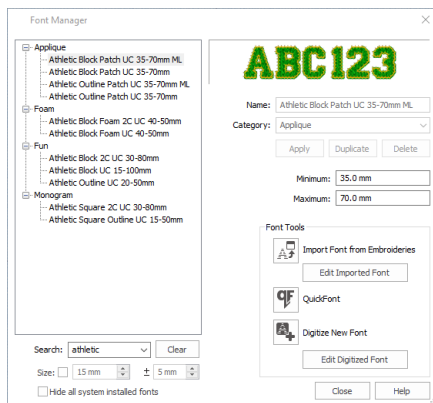 Font Manager
Applique
Athletic Block Patch UC 35-70mm ML
Athletic Block Patch UC 35-70mm
Athletic Outline Patch UC 35-70mm ML
Athletic Outline Patch UC 35-70mm
Foam
Athletic Block Foam 2C UC 40-50mm
Athletic Block Foam UC 40-50mm
Fun
Athletic Block 2C UC 30-80mm
Athletic Block UC 15-100mm
Athletic Outline UC 20-50mm
Monogram
Athletic Square 2C UC 30-80mm
Athletic Square Outline UC 15-50mm
Search: athletic Clear
Size: 15 mm ± 5 mm
Hide all system installed fonts
ABC123
Name: Athletic Block Patch UC 35-70mm ML
Category: Applique
Apply Duplicate Delete
Minimum: 35.0 mm
Maximum: 70.0 mm
Font Tools
Import Font from Embroideries
Edit Imported Font
QF QuickFont
Digitize New Font
Edit Digitized Font
Close Help